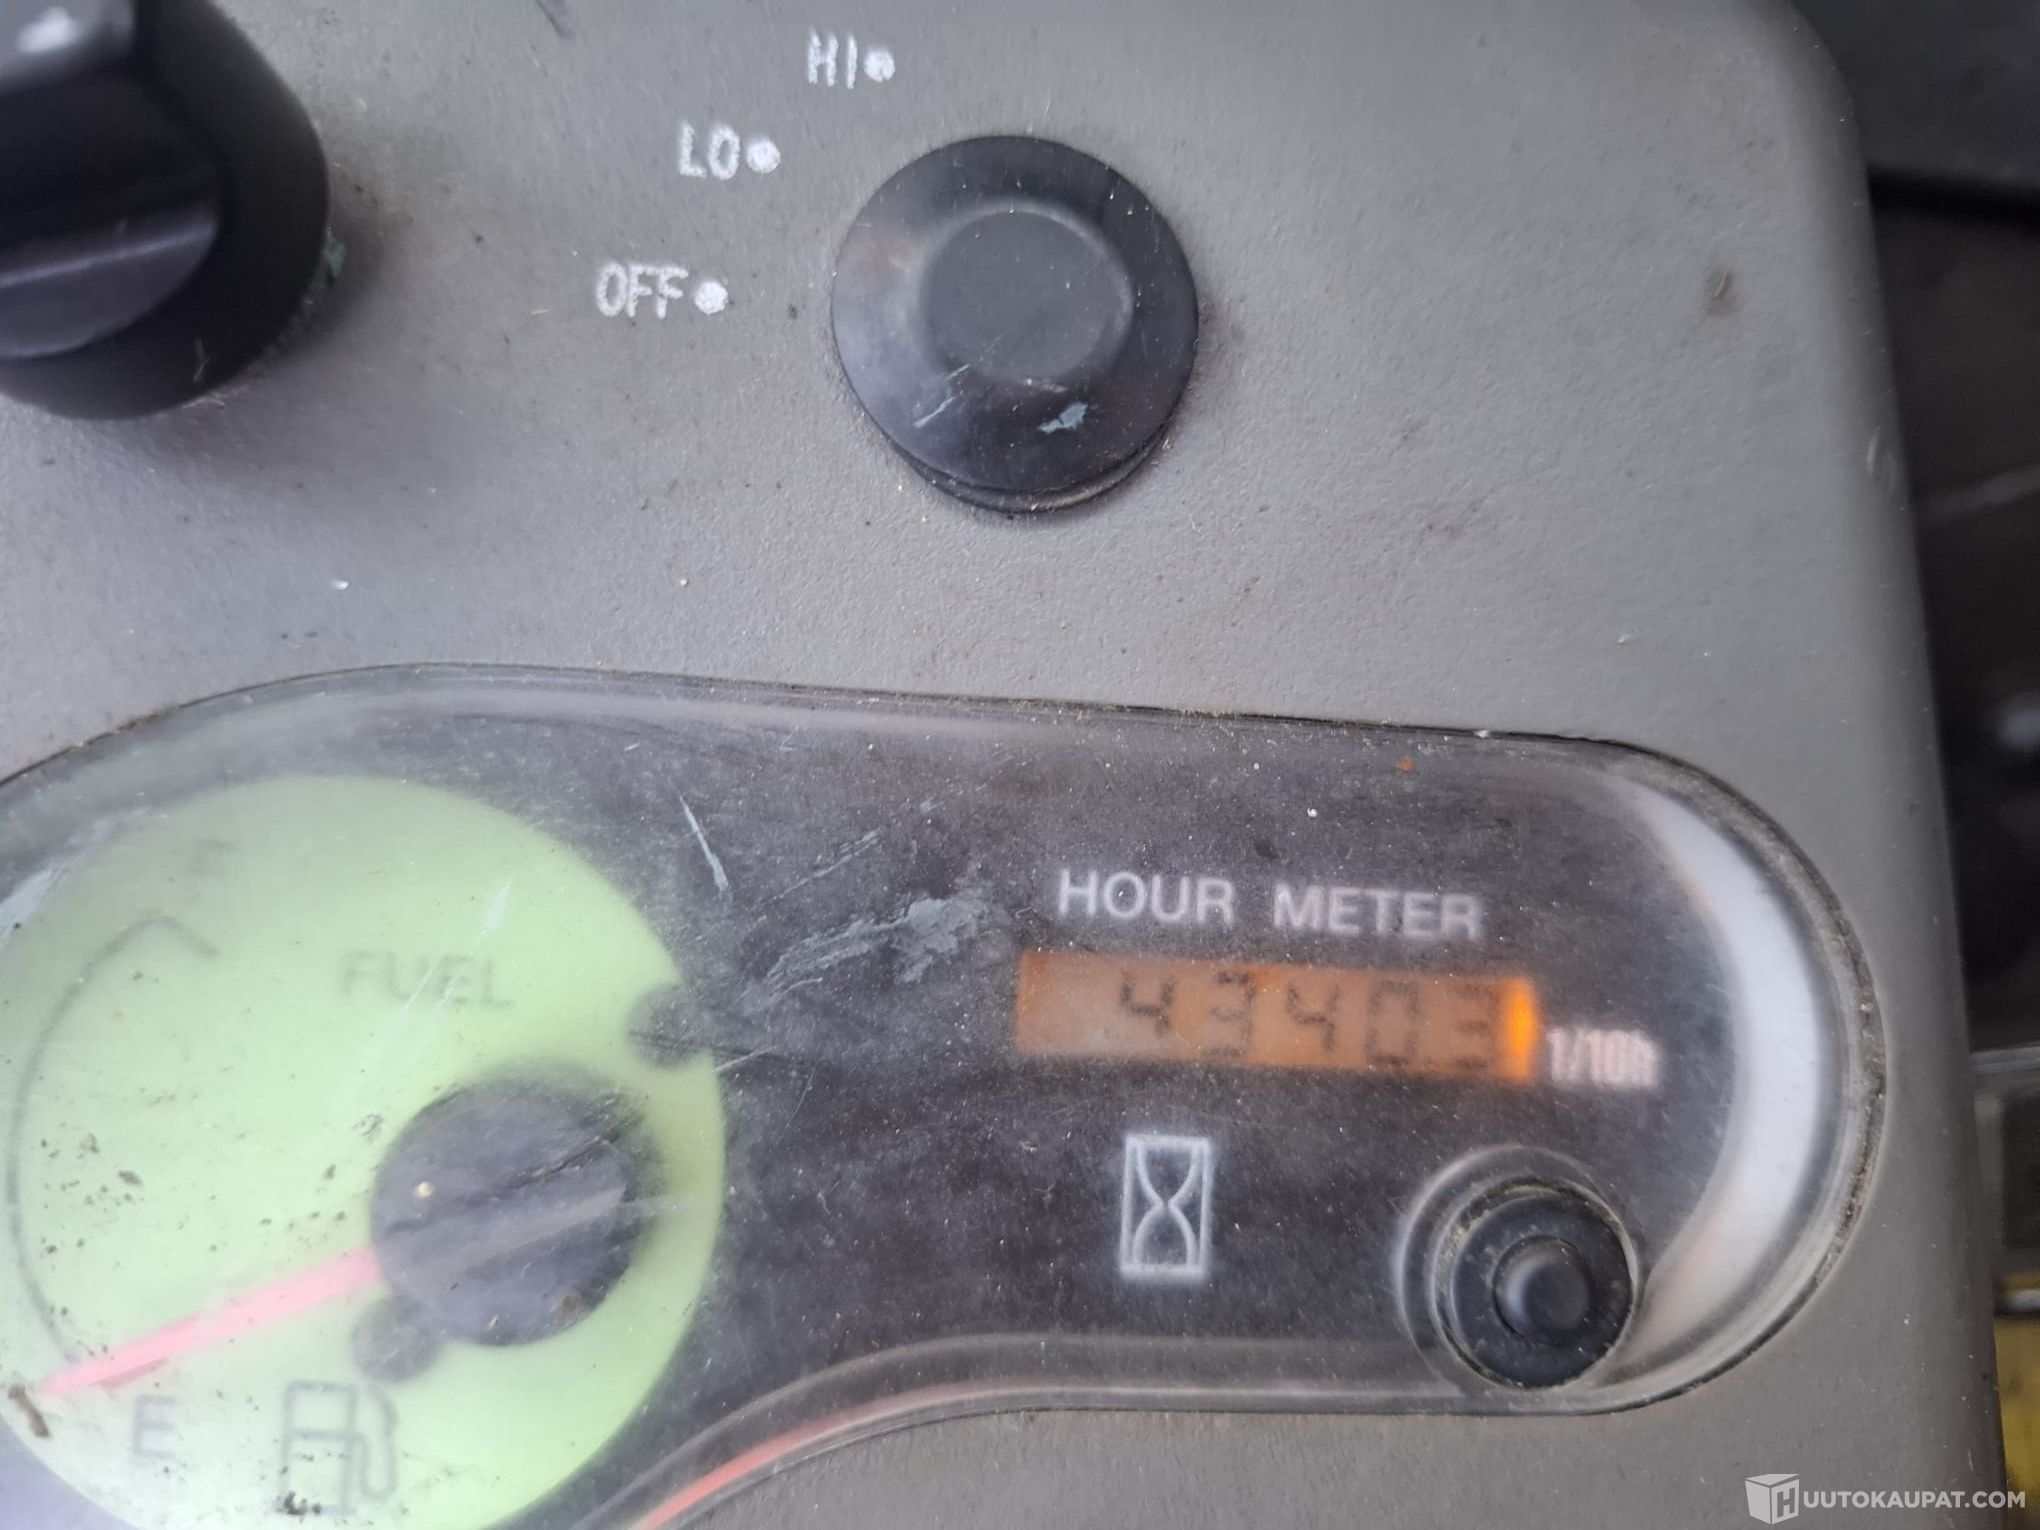 HI
LO
OFF
HOUR METER
FUEL
43403
1/10h
E
HUUTOKAUPAT.COM